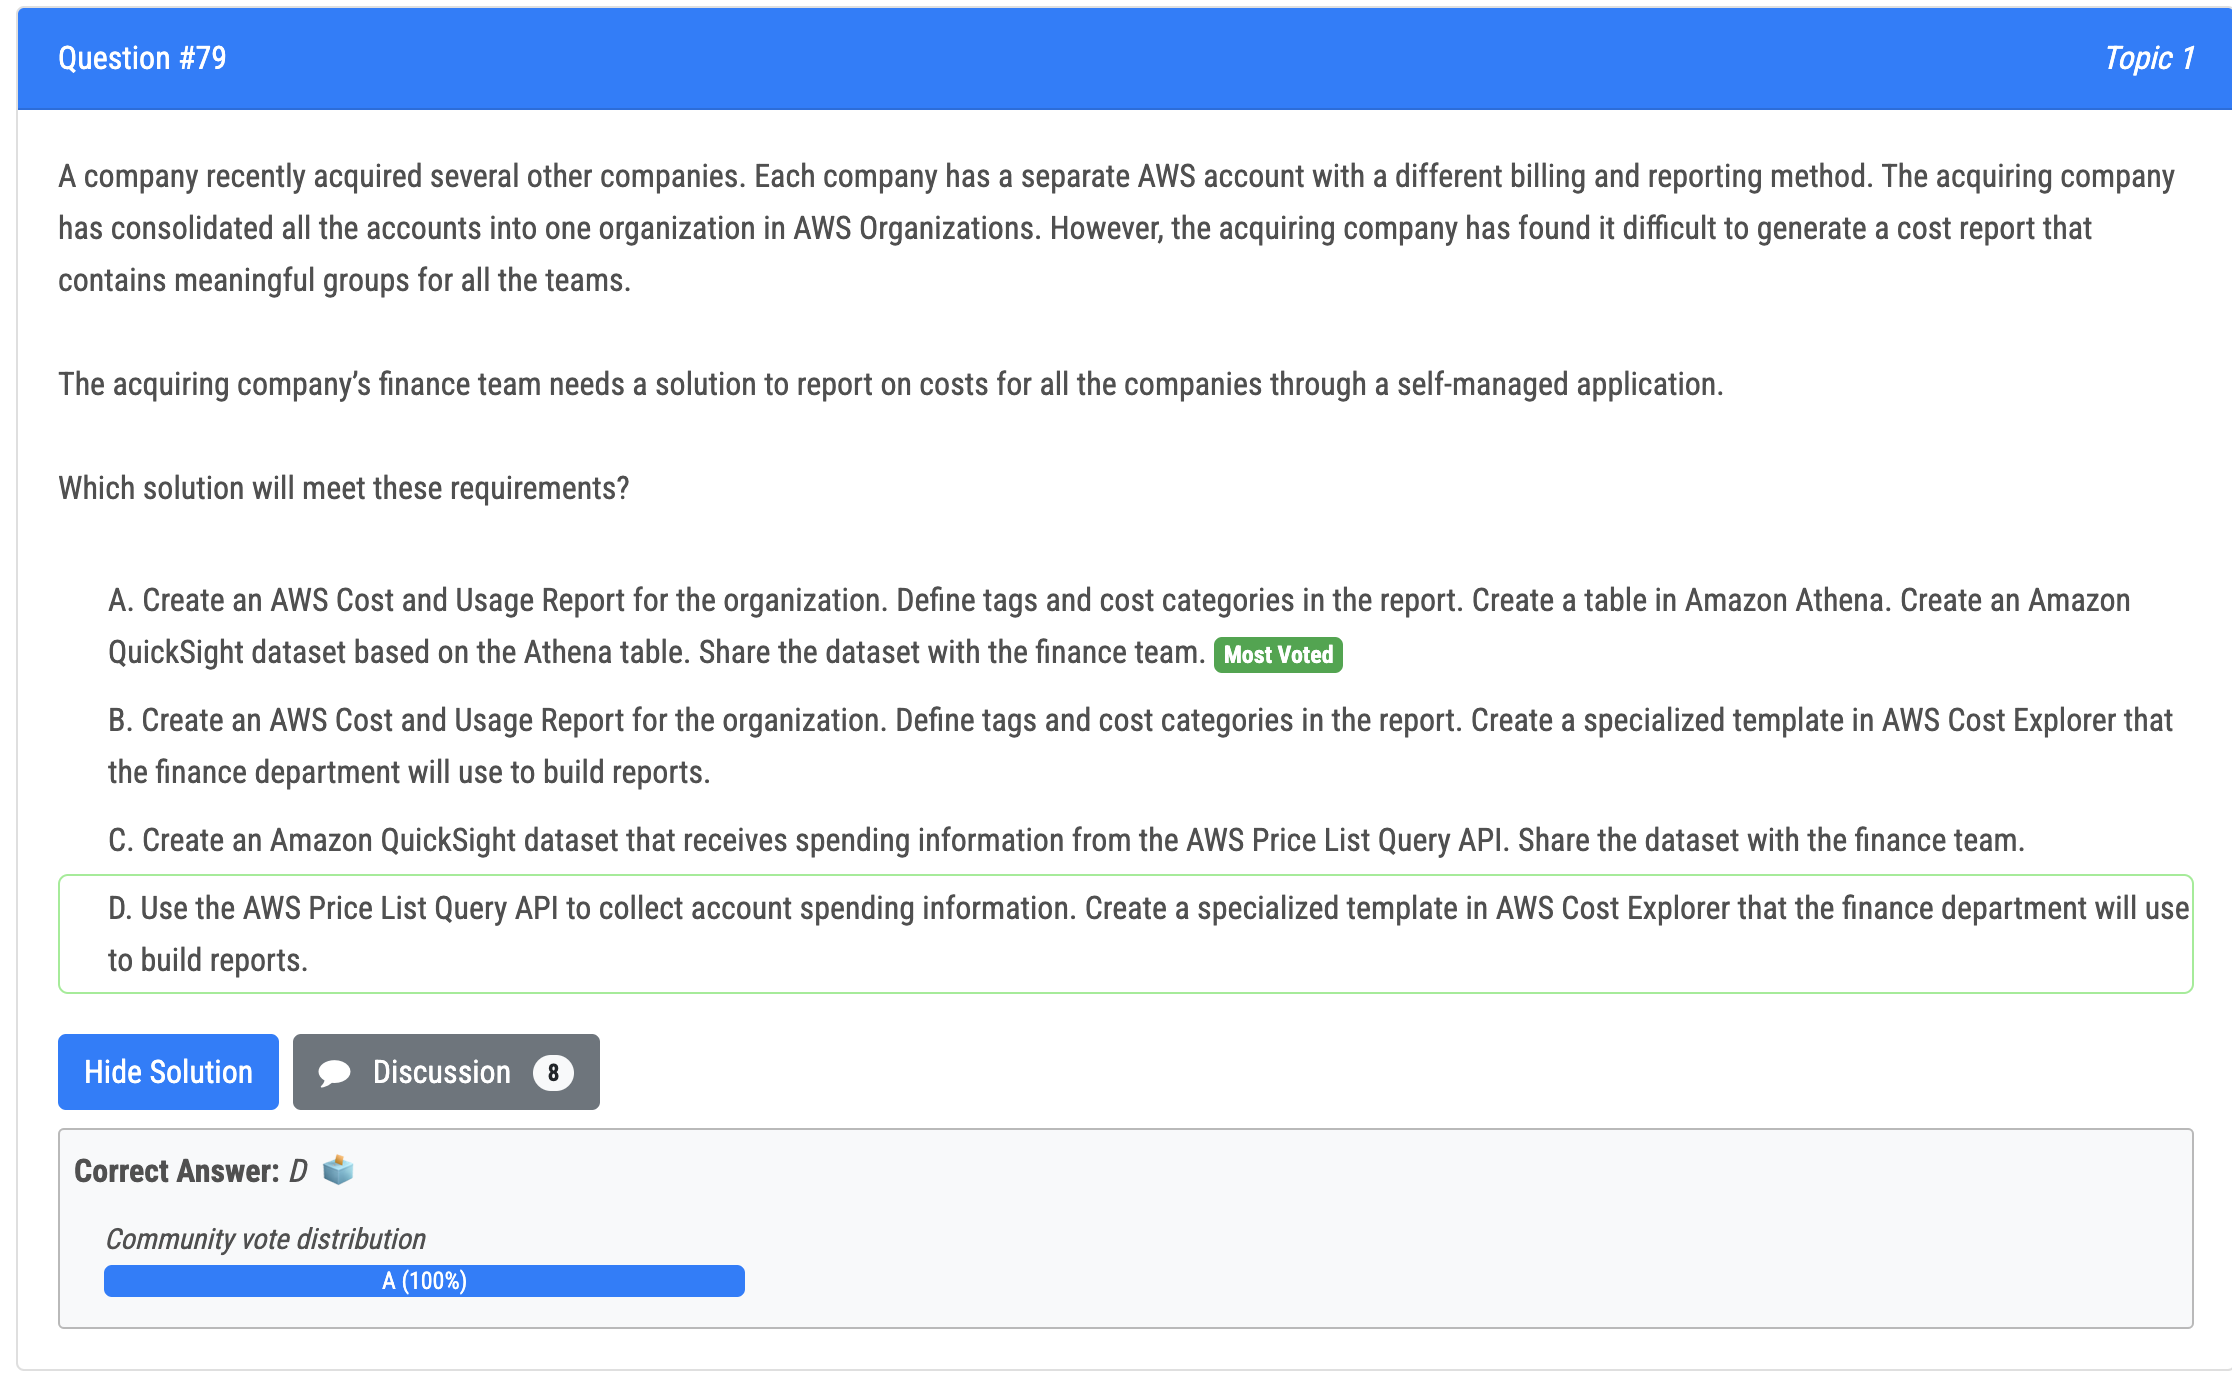 Question #79
Topic 1
A company recently acquired several other companies. Each company has a separate AWS account with a different billing and reporting method. The acquiring company
has consolidated all the accounts into one organization in AWS Organizations. However, the acquiring company has found it difficult to generate a cost report that
contains meaningful groups for all the teams.
The acquiring company’s finance team needs a solution to report on costs for all the companies through a self-managed application.
Which solution will meet these requirements?
A. Create an AWS Cost and Usage Report for the organization. Define tags and cost categories in the report. Create a table in Amazon Athena. Create an Amazon
QuickSight dataset based on the Athena table. Share the dataset with the finance team. Most Voted
B. Create an AWS Cost and Usage Report for the organization. Define tags and cost categories in the report. Create a specialized template in AWS Cost Explorer that
the finance department will use to build reports.
C. Create an Amazon QuickSight dataset that receives spending information from the AWS Price List Query API. Share the dataset with the finance team.
D. Use the AWS Price List Query API to collect account spending information. Create a specialized template in AWS Cost Explorer that the finance department will use
to build reports.
Hide Solution
Discussion 8
Correct Answer: D
Community vote distribution
A (100%)